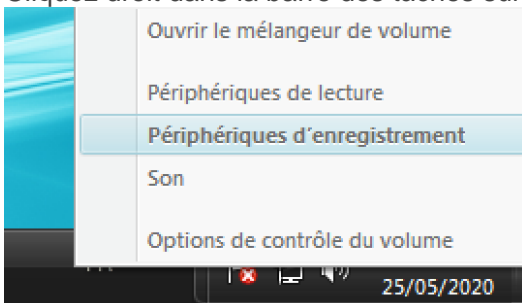 Ouvrir le mélangeur de volume
Périphériques de lecture
Périphériques d'enregistrement
Son
Options de contrôle du volume
25/05/2020